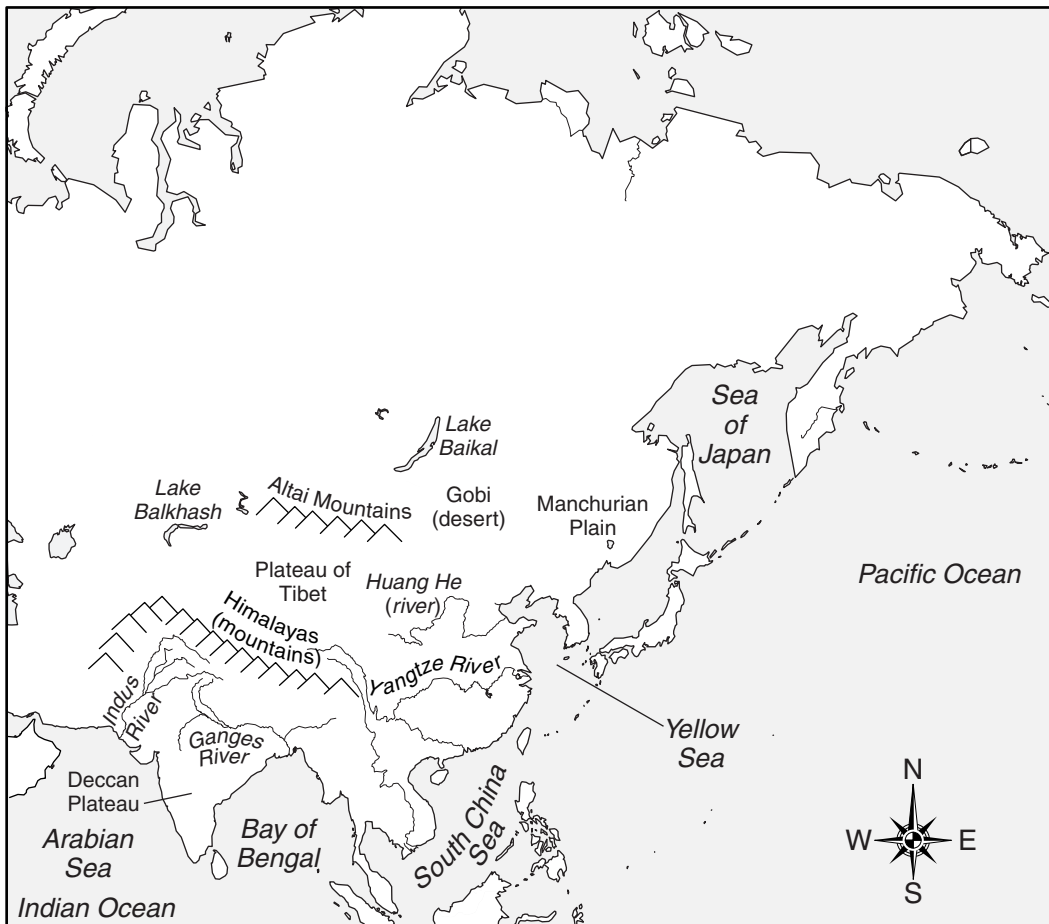 Sea
of
Japan
Lake
Baikal
Lake
Balkhash
Altai Mountains
Gobi
(desert)
Manchurian
Plain
Pacific Ocean
Plateau of
Tibet
Huang He
(river)
Himalayas
(mountains)
Yangtze River
Indus
River
Ganges
River
Yellow
Sea
Deccan
Plateau
Arabian
Sea
Bay of
Bengal
South China
Sea
Indian Ocean
N
W
E
S